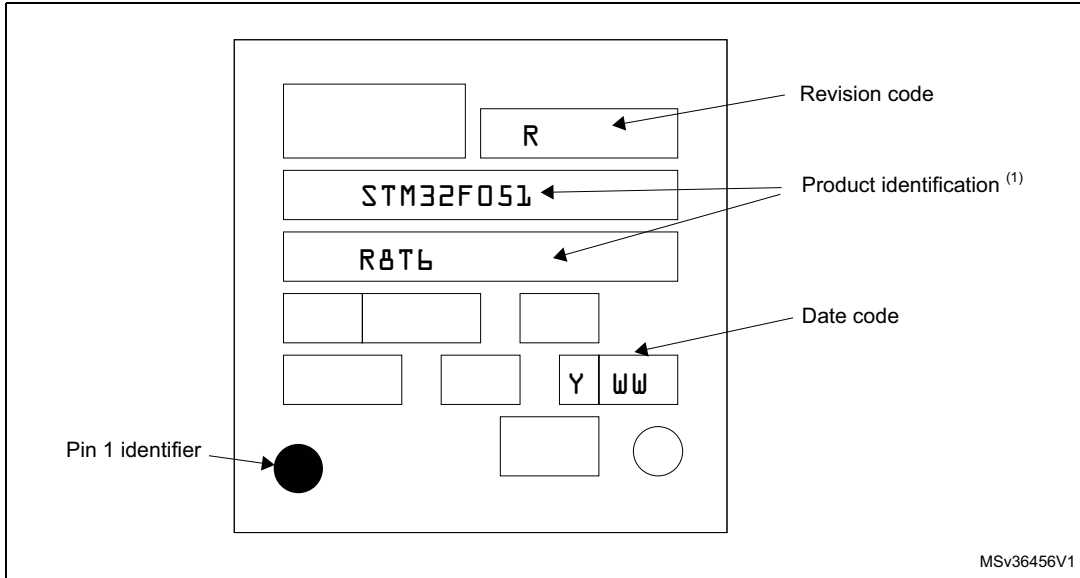 Revision code
R
STM32F051
Product identification (1)
R8T6
Date code
Y WW
Pin 1 identifier
MSv36456V1